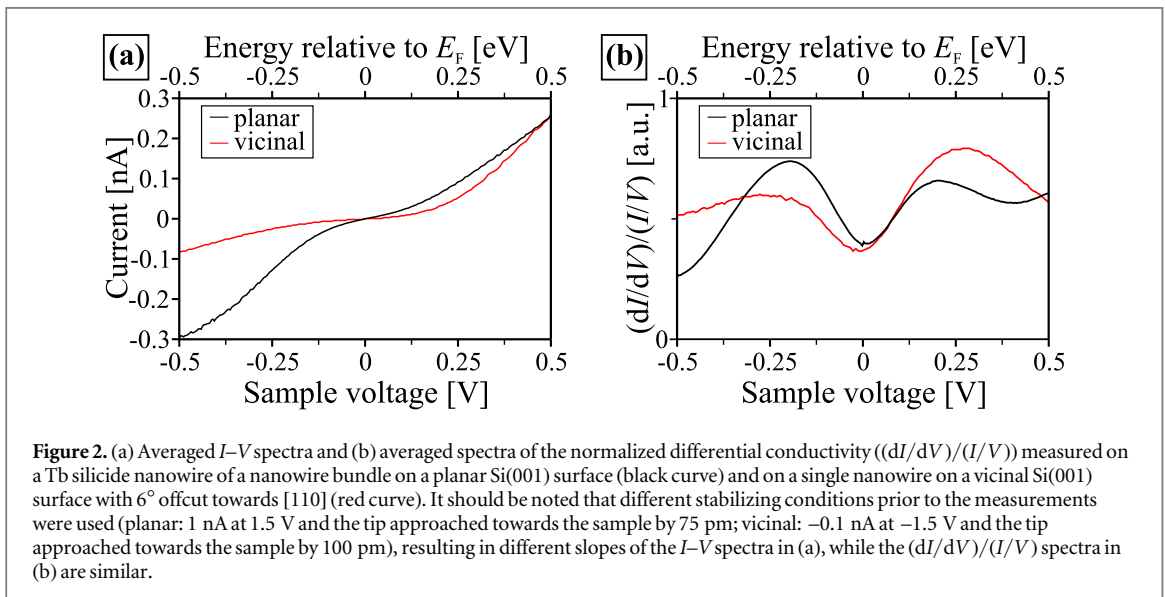 (a)
Energy relative to E_F [eV]
-0.5 -0.25 0 0.25 0.5
0.3
0.2
0.1
0
-0.1
-0.2
-0.3
Current [nA]
planar
vicinal
-0.5 -0.25 0 0.25 0.5
Sample voltage [V]
(b)
Energy relative to E_F [eV]
-0.5 -0.25 0 0.25 0.5
1
0
(dI/dV)/(I/V) [a.u.]
planar
vicinal
-0.5 -0.25 0 0.25 0.5
Sample voltage [V]
Figure 2. (a) Averaged I–V spectra and (b) averaged spectra of the normalized differential conductivity ((dI/dV)/(I/V)) measured on
a Tb silicide nanowire of a nanowire bundle on a planar Si(001) surface (black curve) and on a single nanowire on a vicinal Si(001)
surface with 6° offcut towards [110] (red curve). It should be noted that different stabilizing conditions prior to the measurements
were used (planar: 1 nA at 1.5 V and the tip approached towards the sample by 75 pm; vicinal: −0.1 nA at −1.5 V and the tip
approached towards the sample by 100 pm), resulting in different slopes of the I–V spectra in (a), while the (dI/dV)/(I/V) spectra in
(b) are similar.